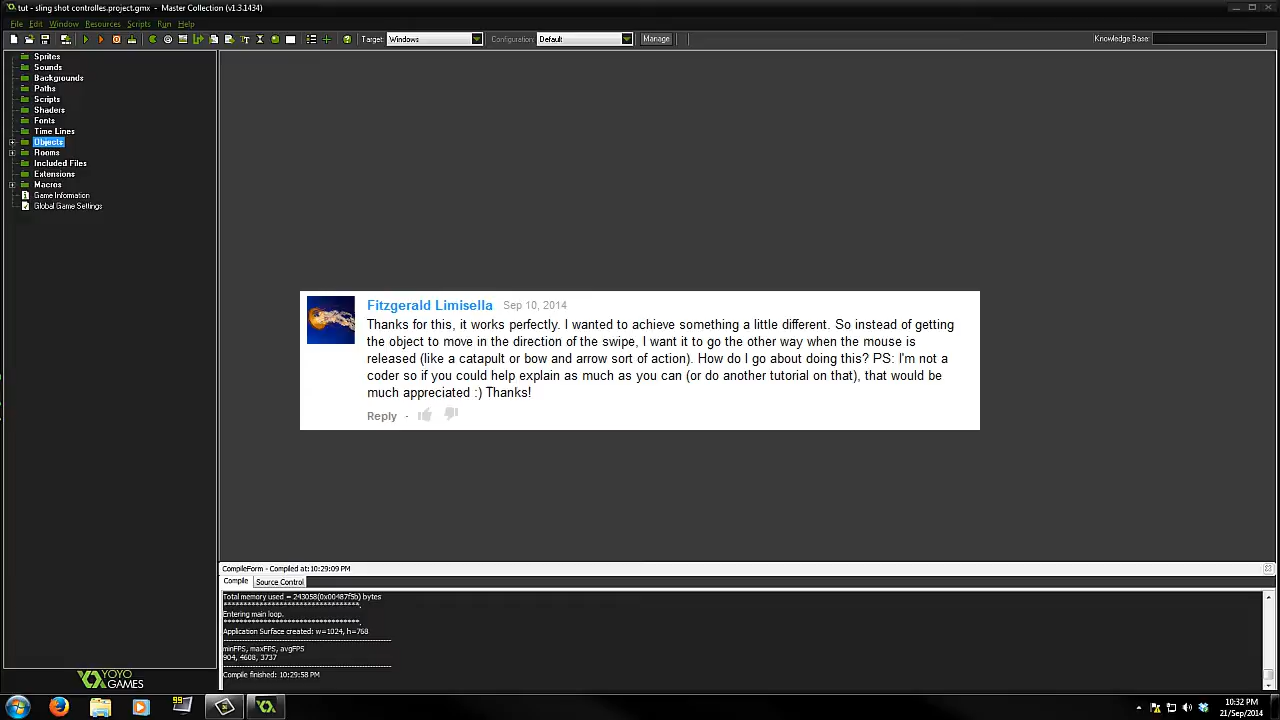 tut - sling shot controlles.project.gmx - Master Collection (v1.3.1434)
File Edit Window Resources Scripts Run Help
Target: Windows Configuration: Default Manage Knowledge Base:
Sprites
Sounds
Backgrounds
Paths
Scripts
Shaders
Fonts
Time Lines
Objects
Rooms
Included Files
Extensions
Macros
Game Information
Global Game Settings
Fitzgerald Limisella Sep 10, 2014
Thanks for this, it works perfectly. I wanted to achieve something a little different. So instead of getting
the object to move in the direction of the swipe, I want it to go the other way when the mouse is
released (like a catapult or bow and arrow sort of action). How do I go about doing this? PS: I'm not a
coder so if you could help explain as much as you can (or do another tutorial on that), that would be
much appreciated :) Thanks!
Reply ·
CompileForm - Compiled at:10:29:09 PM
Compile Source Control
Total memory used = 243058(0x00487f5b) bytes
**********************************.
Entering main loop.
**********************************.
Application Surface created: w=1024, h=768
minFPS, maxFPS, avgFPS
904, 4608, 3737
Compile finished: 10:29:58 PM
YOYO
GAMES
99
10:32 PM
21/Sep/2014